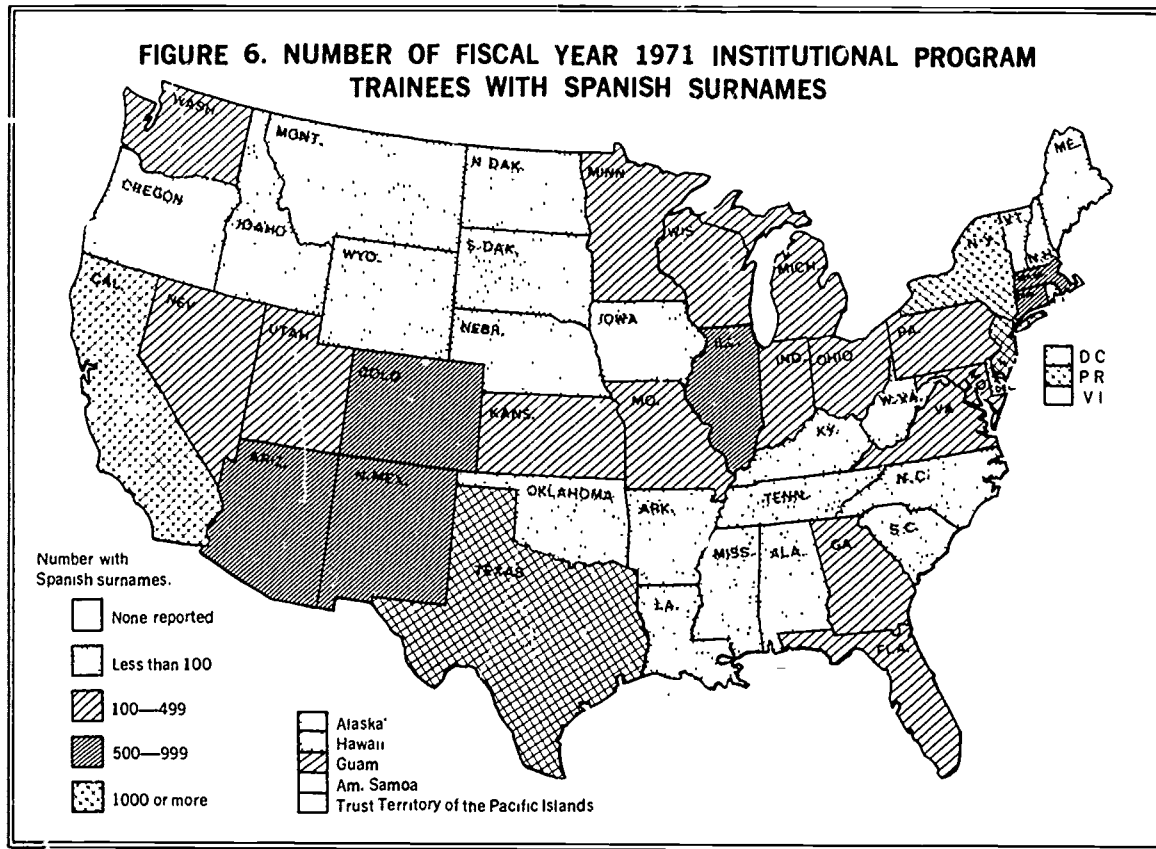 FIGURE 6. NUMBER OF FISCAL YEAR 1971 INSTITUTIONAL PROGRAM
TRAINEES WITH SPANISH SURNAMES
WASH
MONT.
N DAK.
MINN
ME.
OREGON
IDAHO
S. DAK.
WIS
MICH.
V.T.
N.H.
N.Y.
WYO.
CAL.
NEV
UTAH
NEBR.
IOWA
ILL.
IND.
OHIO
PA.
COLO
KANS.
MO.
KY.
W. VA.
VA
DC
PR
VI
ARIZ.
N. MEX.
OKLAHOMA
ARK.
TENN.
N.C.
S.C.
TEXAS
LA.
MISS.
ALA.
GA
FLA.
Number with
Spanish surnames.
None reported
Less than 100
100—499
500—999
1000 or more
Alaska
Hawaii
Guam
Am. Samoa
Trust Territory of the Pacific Islands